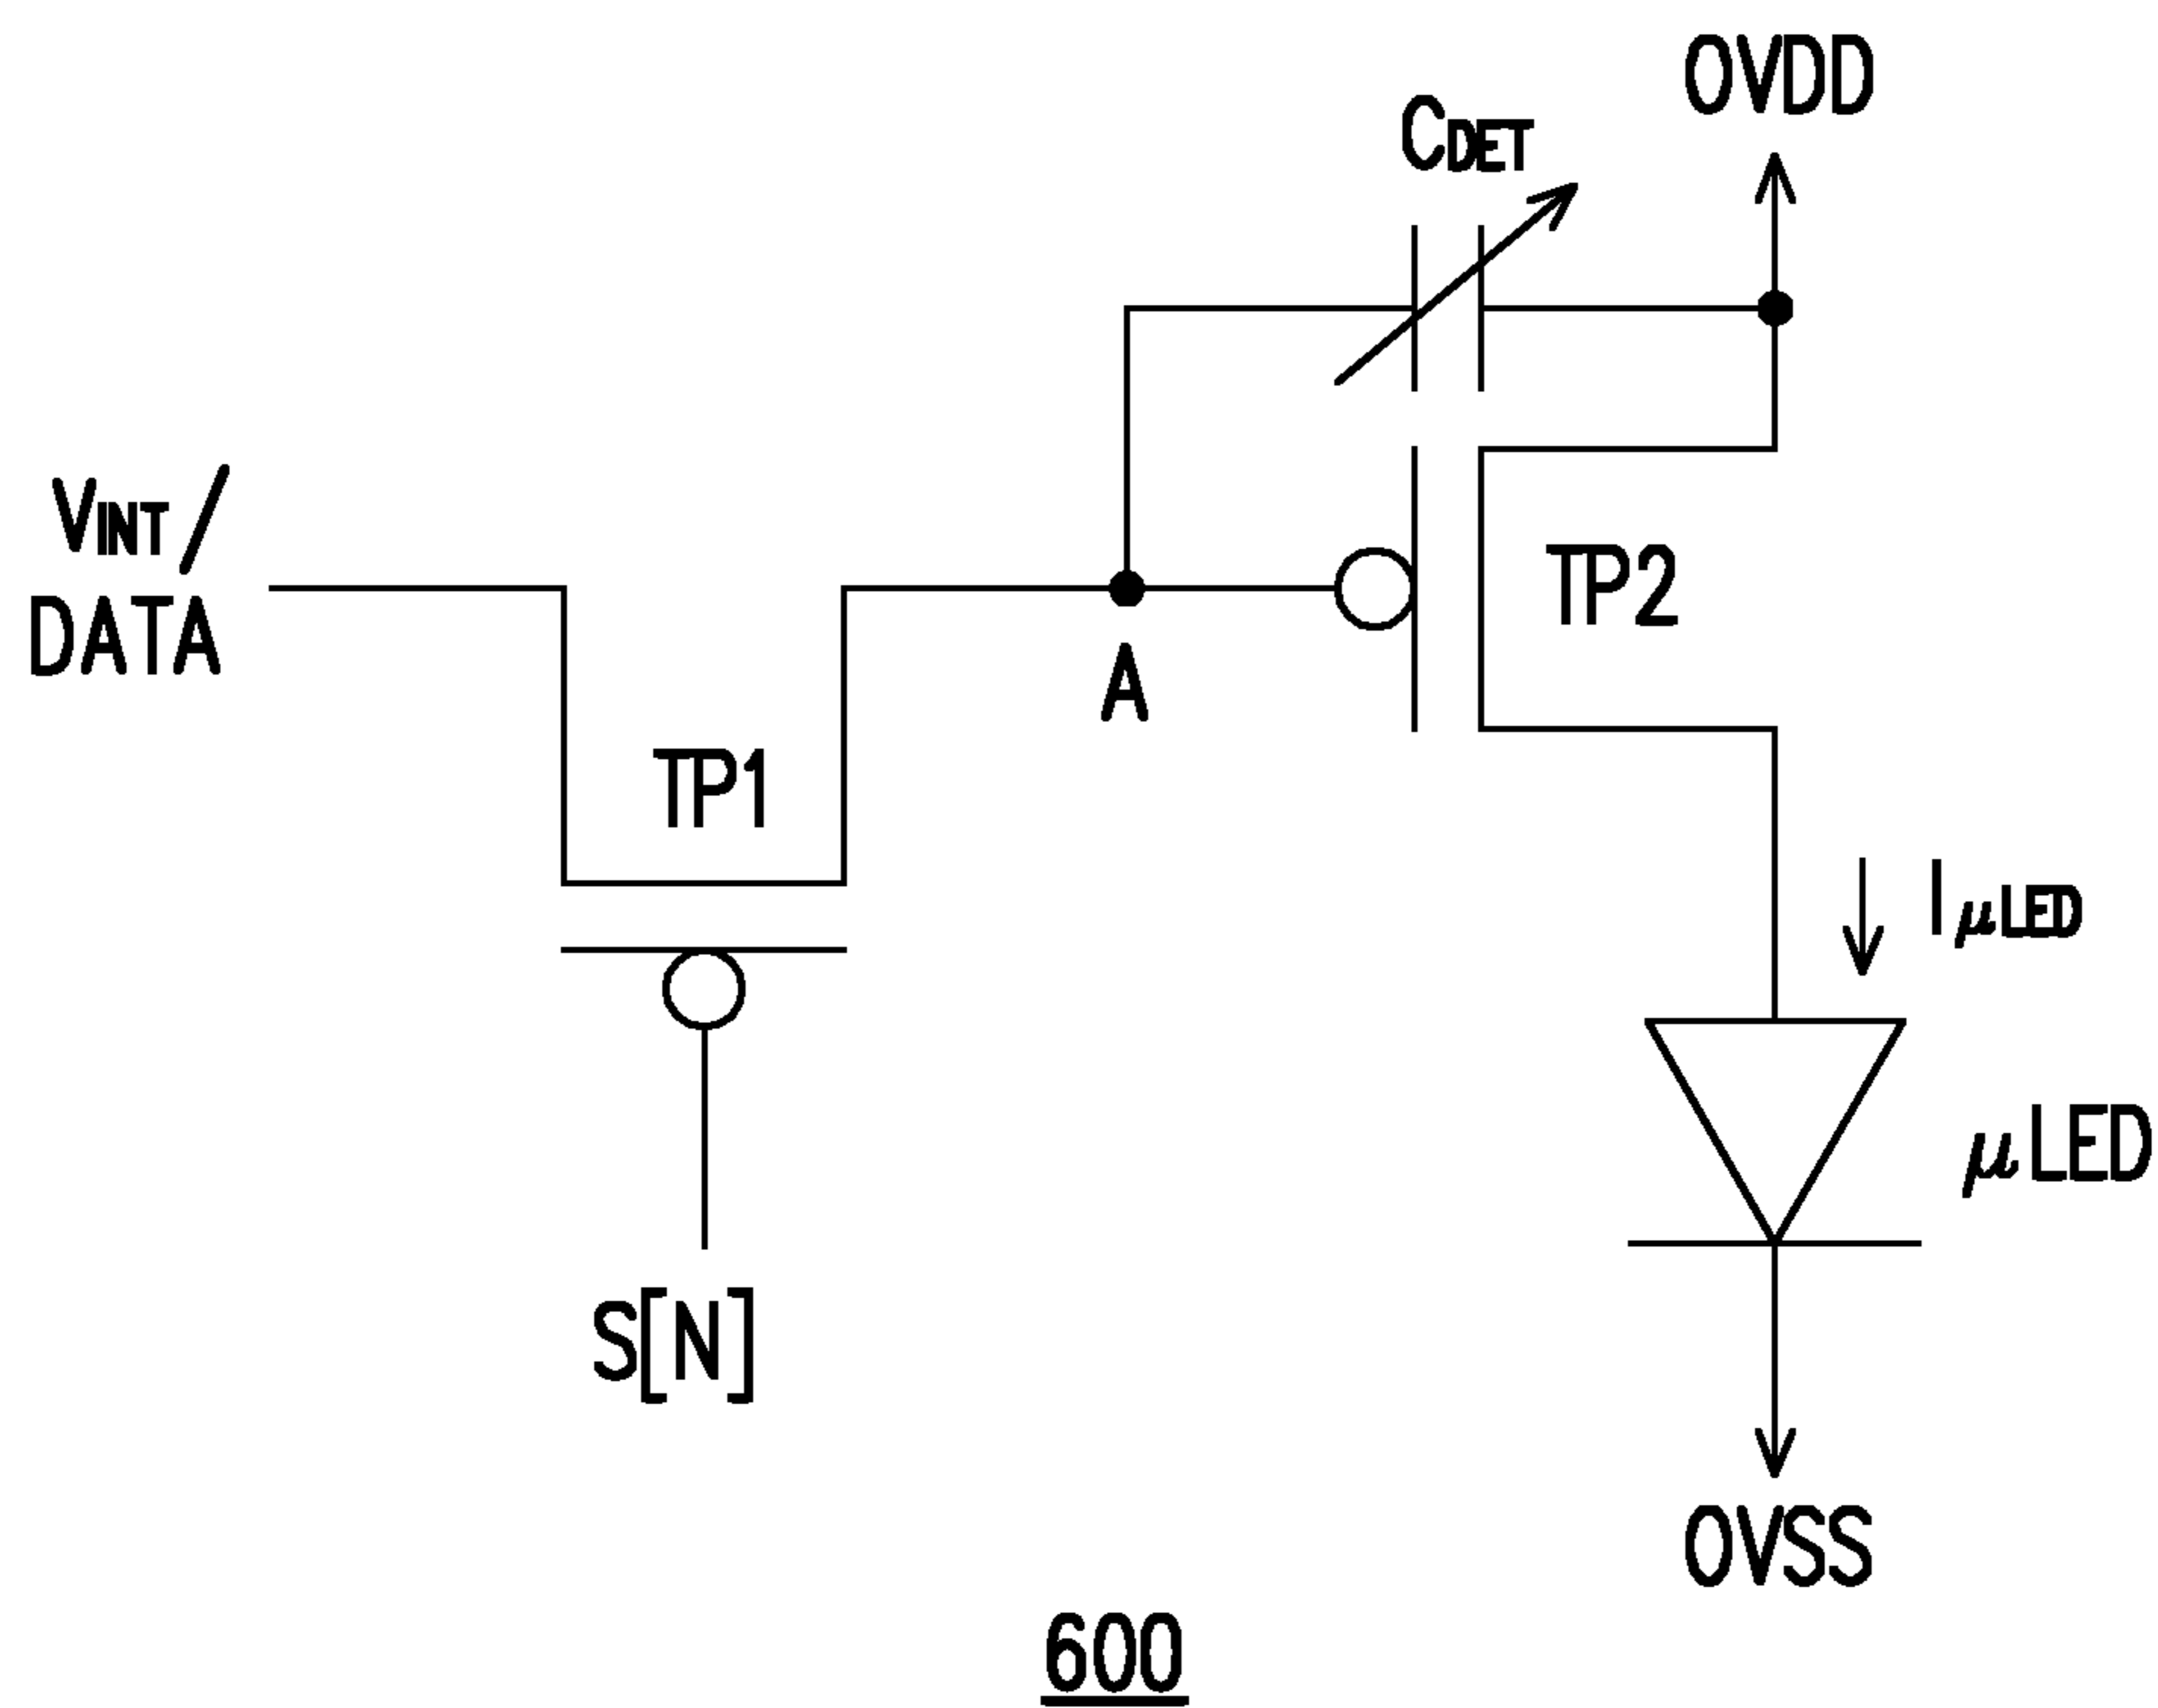 OVDD
CDET
VINT/
DATA
TP2
A
TP1
IμLED
μLED
S[N]
OVSS
600